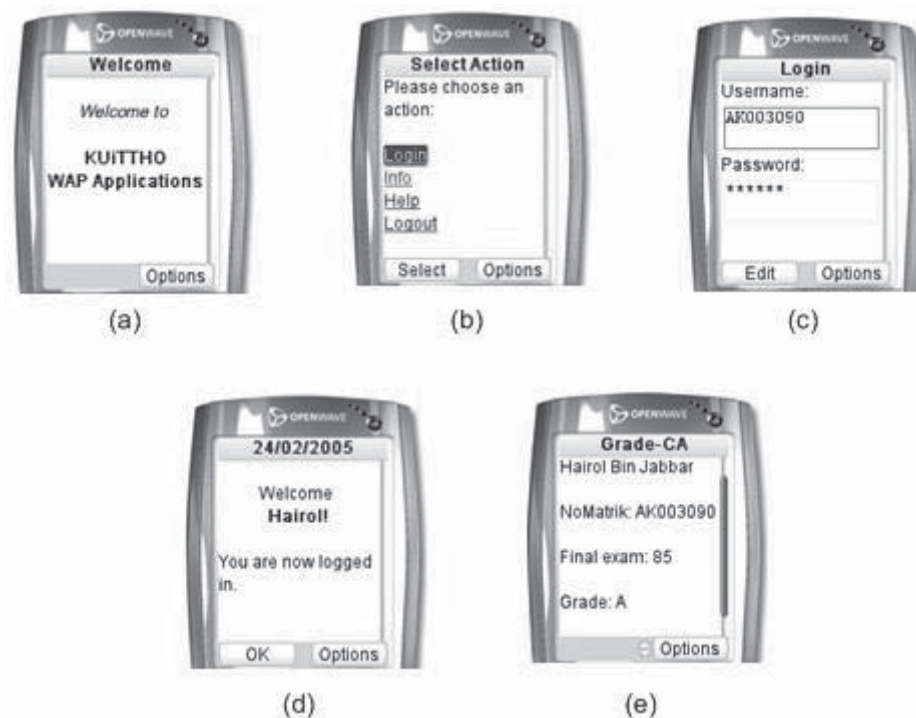 OPENWAVE
Welcome
Welcome to
KUiTTHO
WAP Applications
Options
(a)
OPENWAVE
Select Action
Please choose an
action:
Login
Info
Help
Logout
Select Options
(b)
OPENWAVE
Login
Username:
AK003090
Password:
******
Edit Options
(c)
OPENWAVE
24/02/2005
Welcome
Hairol!
You are now logged
in.
OK Options
(d)
OPENWAVE
Grade-CA
Hairol Bin Jabbar
NoMatrik: AK003090
Final exam: 85
Grade: A
Options
(e)